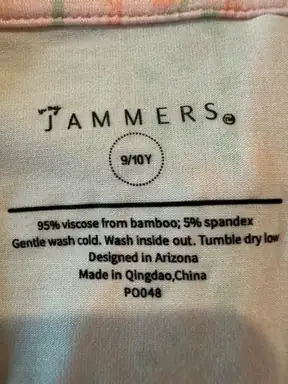 JAMMERS
9/10Y
95% viscose from bamboo; 5% spandex
Gentle wash cold. Wash inside out. Tumble dry low
Designed in Arizona
Made in Qingdao,China
PO048